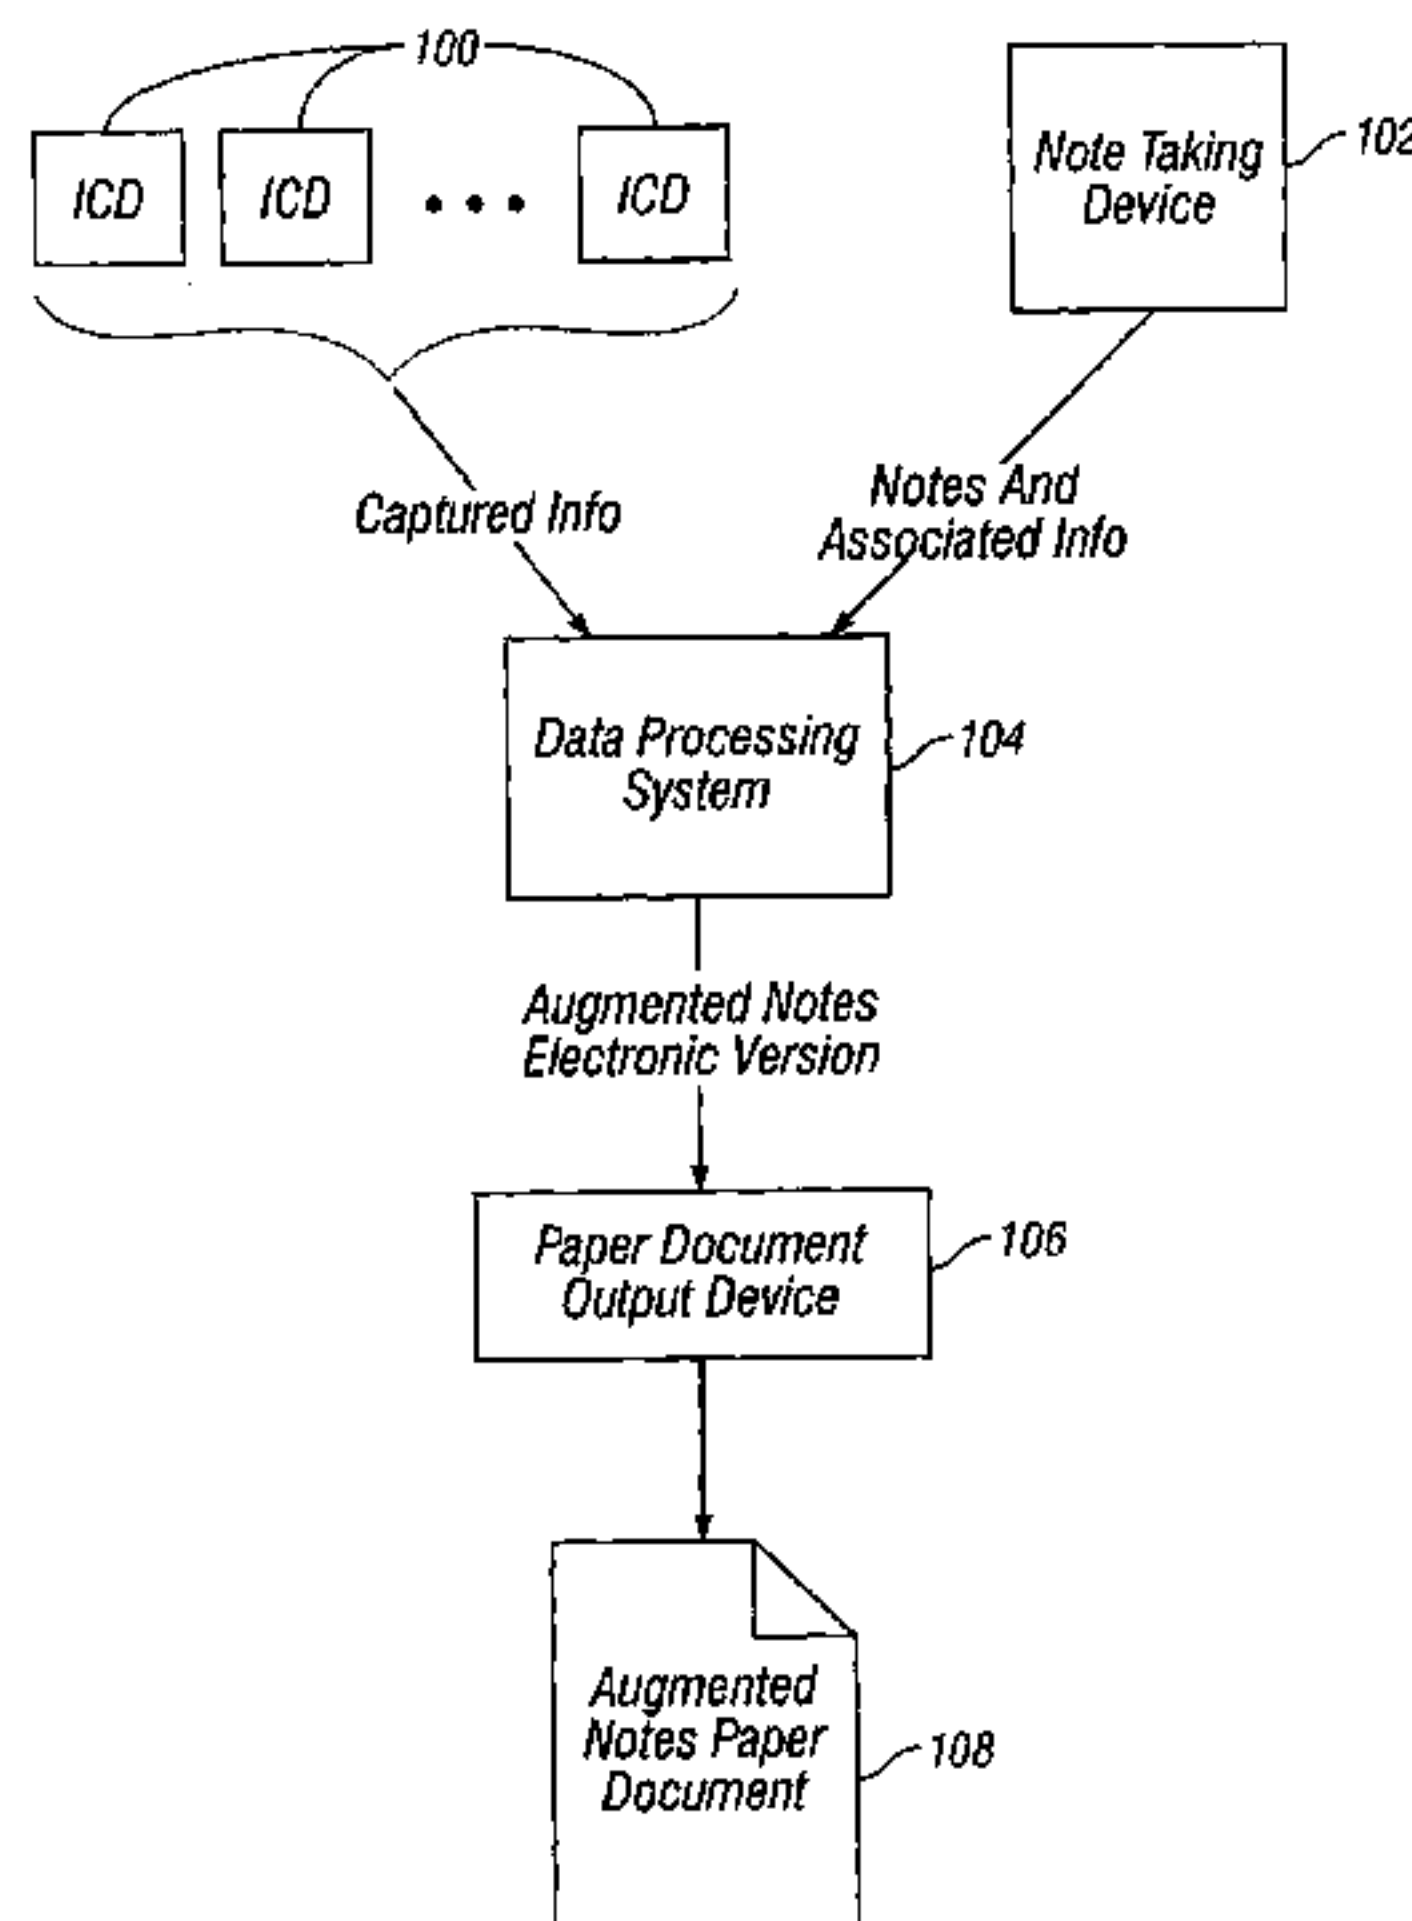 100
ICD
ICD
ICD
Note Taking
Device
102
Captured Info
Notes And
Associated Info
Data Processing
System
104
Augmented Notes
Electronic Version
Paper Document
Output Device
106
Augmented
Notes Paper
Document
108